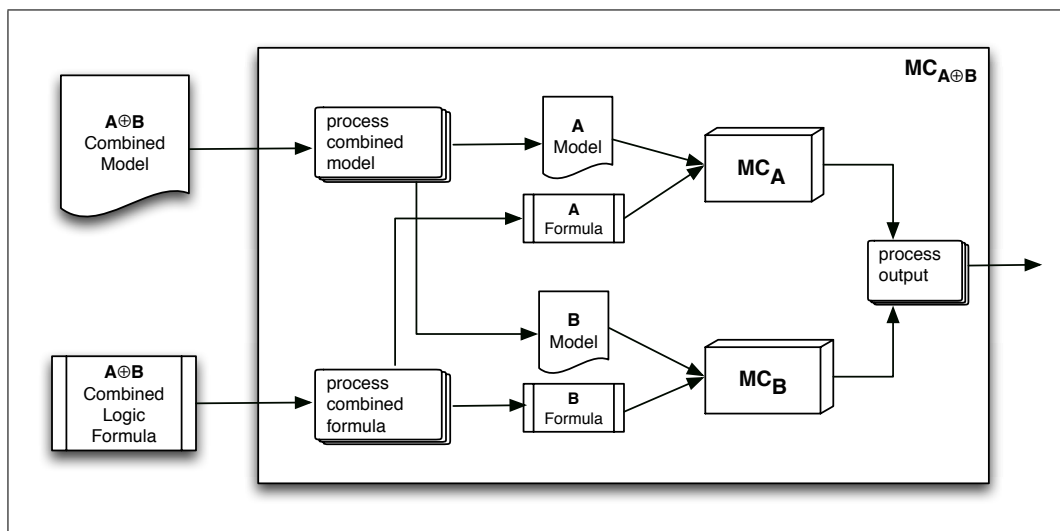 MC_A⊕B
A⊕B
Combined
Model
process
combined
model
A
Model
MC_A
A
Formula
process
output
B
Model
A⊕B
Combined
Logic
Formula
process
combined
formula
B
Formula
MC_B